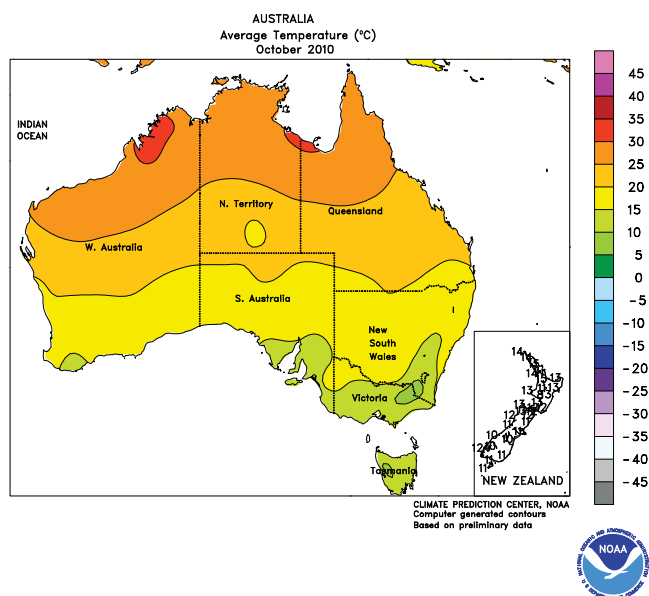 AUSTRALIA
Average Temperature (°C)
October 2010
INDIAN
OCEAN
N. Territory
Queensland
W. Australia
S. Australia
New
South
Wales
Victoria
Tasmania
NEW ZEALAND
45
40
35
30
25
20
15
10
5
0
-5
-10
-15
-20
-25
-30
-35
-40
-45
CLIMATE PREDICTION CENTER, NOAA
Computer generated contours
Based on preliminary data
NOAA